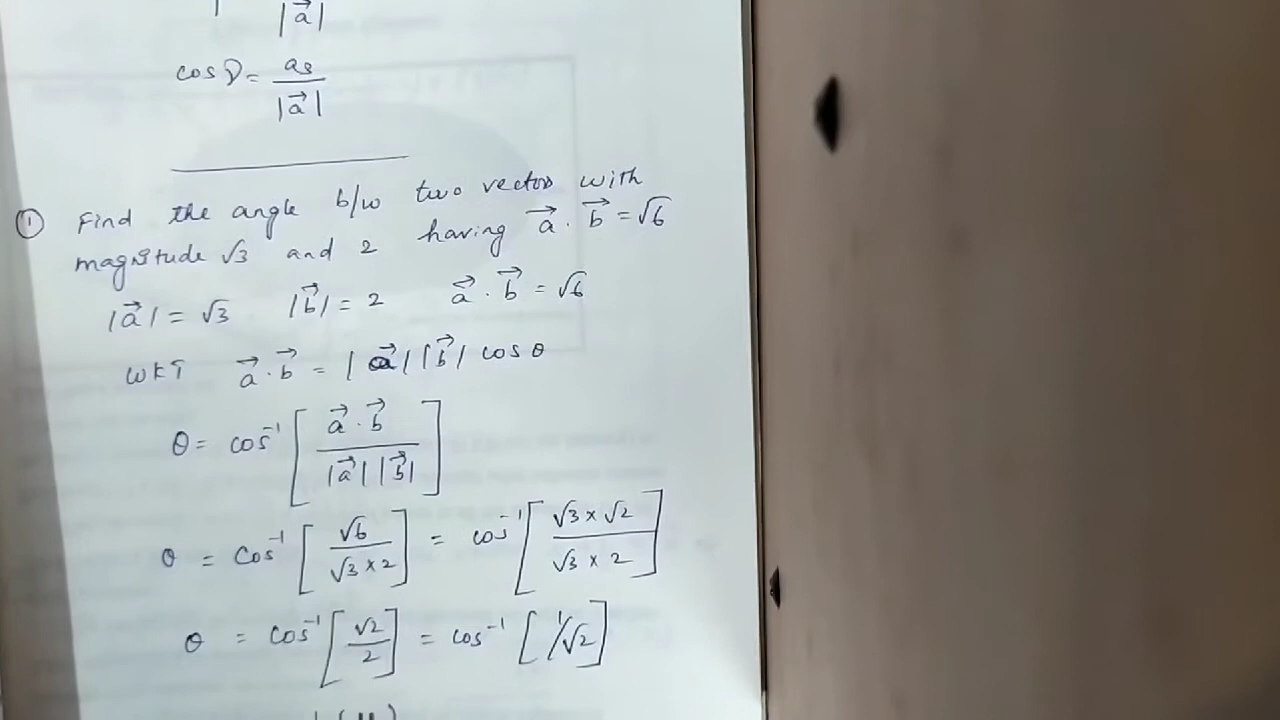 |a⃗|
cos γ = a₃ / |a⃗|
① Find the angle b/w two vectors with
magnitude √3 and 2 having a⃗ . b⃗ = √6
|a⃗| = √3 |b⃗| = 2 a⃗ . b⃗ = √6
WKT a⃗ . b⃗ = |a⃗| |b⃗| cos θ
θ = cos⁻¹ [ a⃗ . b⃗ / |a⃗| |b⃗| ]
θ = Cos⁻¹ [ √6 / √3 × 2 ] = cos⁻¹ [ √3 × √2 / √3 × 2 ]
θ = cos⁻¹ [ √2 / 2 ] = cos⁻¹ [ 1/√2 ]